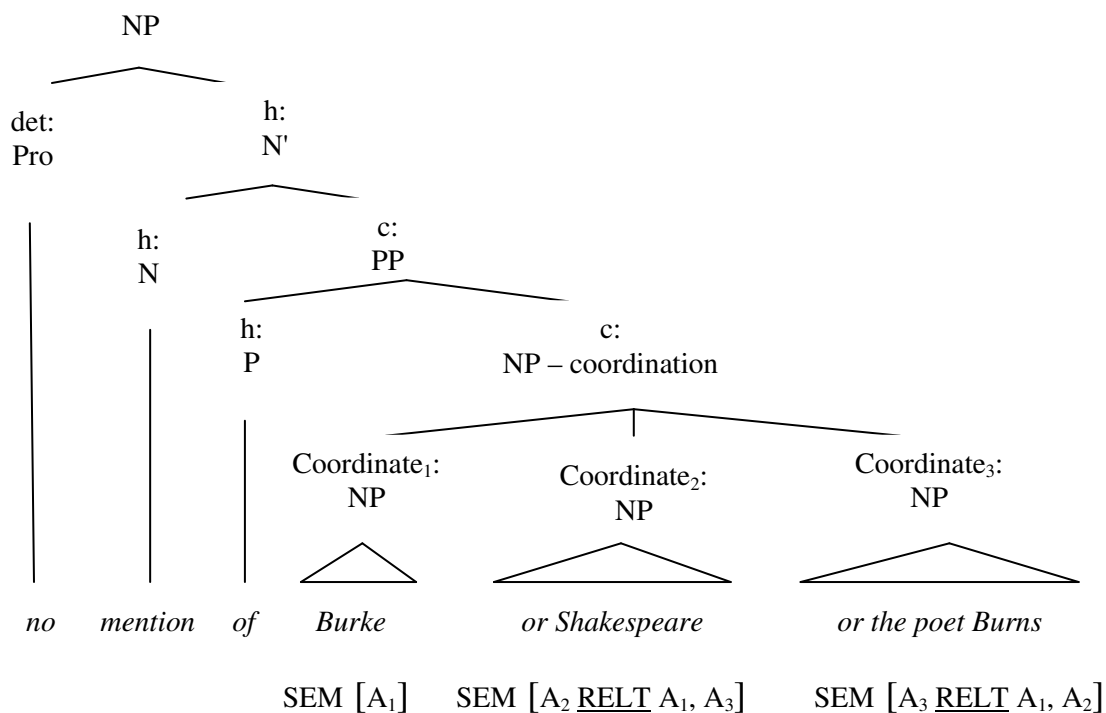 NP
det:
Pro
h:
N'
h:
N
c:
PP
h:
P
c:
NP – coordination
Coordinate₁:
NP
Coordinate₂:
NP
Coordinate₃:
NP
no mention of Burke or Shakespeare or the poet Burns
SEM [A₁] SEM [A₂ RELT A₁, A₃] SEM [A₃ RELT A₁, A₂]